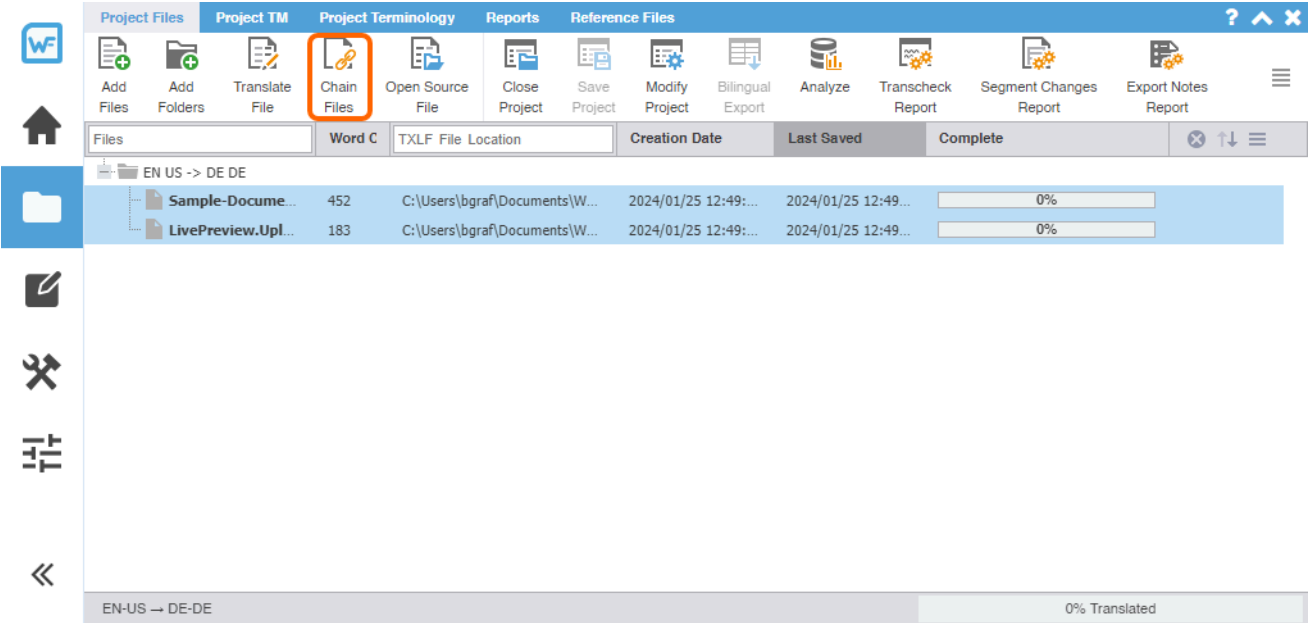 Project Files Project TM Project Terminology Reports Reference Files ?
WF
Add Files
Add Folders
Translate File
Chain Files
Open Source File
Close Project
Save Project
Modify Project
Bilingual Export
Analyze
Transcheck Report
Segment Changes Report
Export Notes Report
Files Word C TXLF File Location Creation Date Last Saved Complete
EN US -> DE DE
Sample-Docume... 452 C:\Users\bgraf\Documents\W... 2024/01/25 12:49:... 2024/01/25 12:49... 0%
LivePreview.Upl... 183 C:\Users\bgraf\Documents\W... 2024/01/25 12:49:... 2024/01/25 12:49... 0%
EN-US → DE-DE 0% Translated